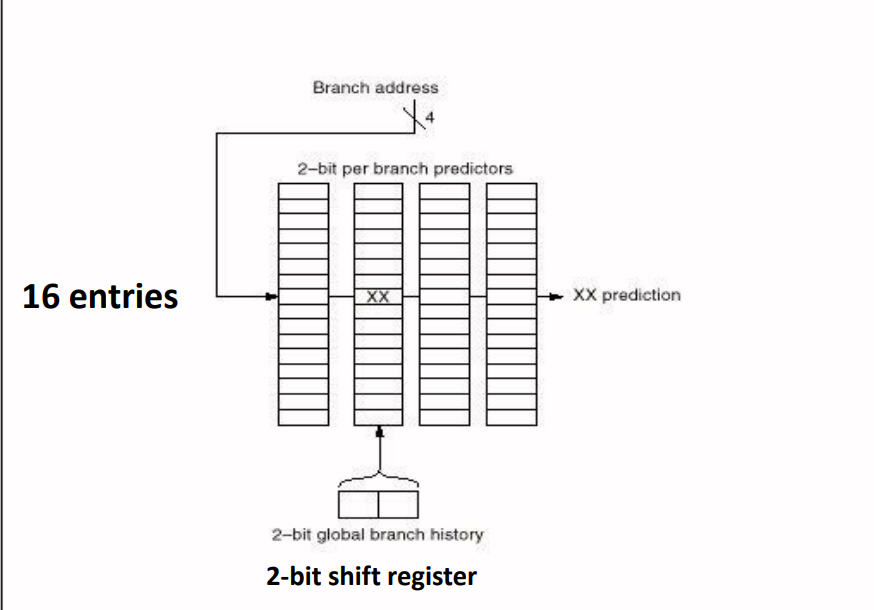 Branch address
4
2-bit per branch predictors
16 entries
XX
XX prediction
2-bit global branch history
2-bit shift register